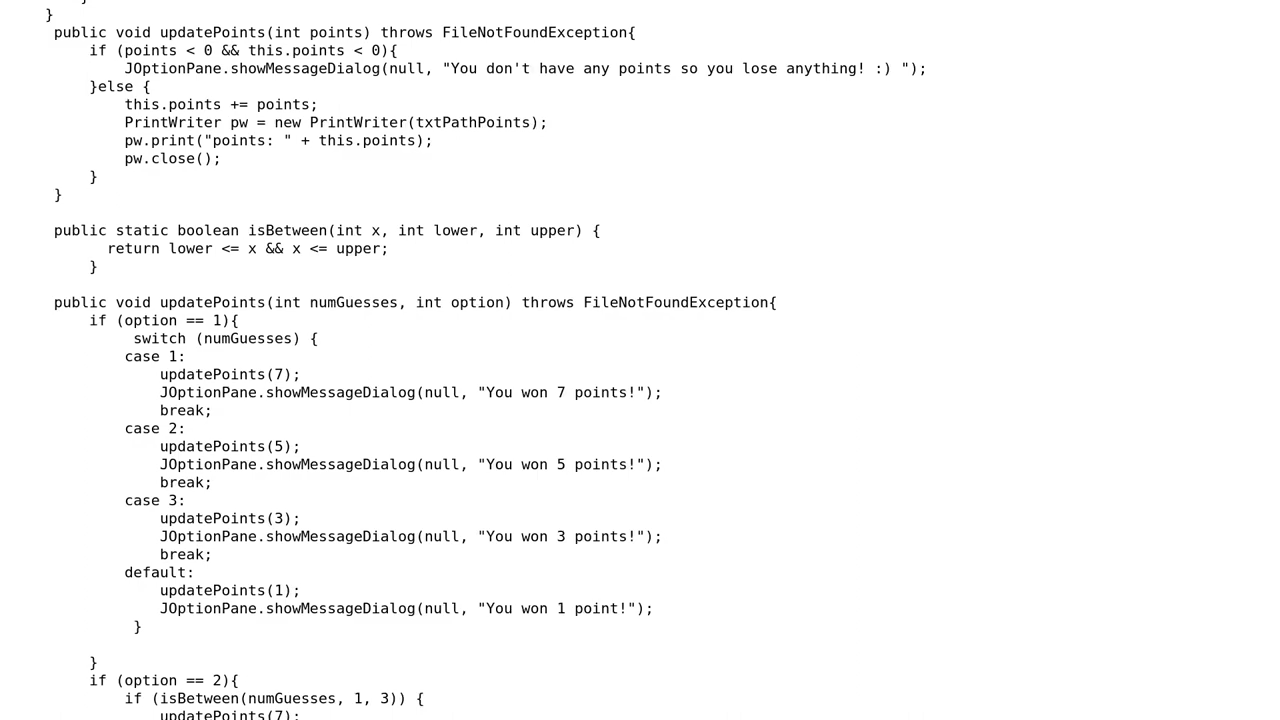 }
}
public void updatePoints(int points) throws FileNotFoundException{
if (points < 0 && this.points < 0){
JOptionPane.showMessageDialog(null, "You don't have any points so you lose anything! :) ");
}else {
this.points += points;
PrintWriter pw = new PrintWriter(txtPathPoints);
pw.print("points: " + this.points);
pw.close();
}
}
public static boolean isBetween(int x, int lower, int upper) {
return lower <= x && x <= upper;
}
public void updatePoints(int numGuesses, int option) throws FileNotFoundException{
if (option == 1){
switch (numGuesses) {
case 1:
updatePoints(7);
JOptionPane.showMessageDialog(null, "You won 7 points!");
break;
case 2:
updatePoints(5);
JOptionPane.showMessageDialog(null, "You won 5 points!");
break;
case 3:
updatePoints(3);
JOptionPane.showMessageDialog(null, "You won 3 points!");
break;
default:
updatePoints(1);
JOptionPane.showMessageDialog(null, "You won 1 point!");
}
}
if (option == 2){
if (isBetween(numGuesses, 1, 3)) {
updatePoints(7);